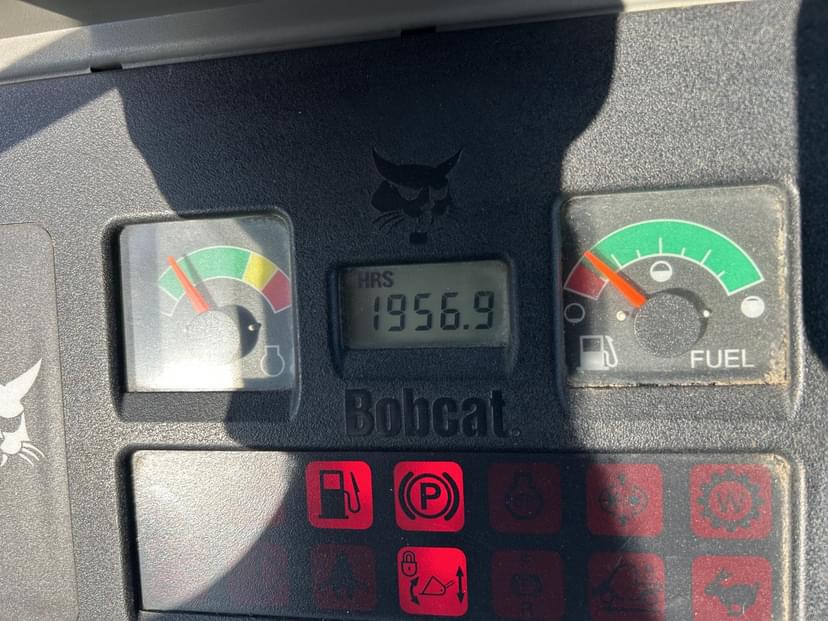 HRS
1956.9
FUEL
Bobcat
P
W